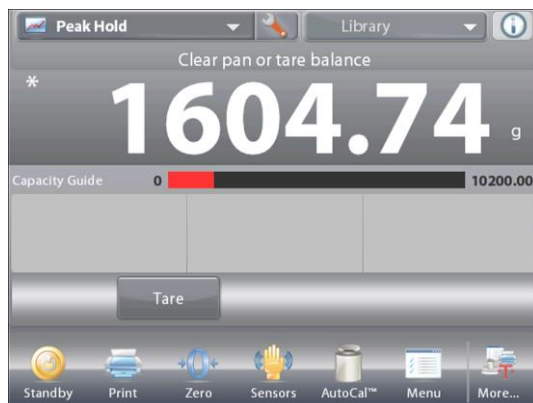 Peak Hold Library
Clear pan or tare balance
* 1604.74 g
Capacity Guide 0 10200.00
Tare
Standby Print Zero Sensors AutoCal™ Menu More...